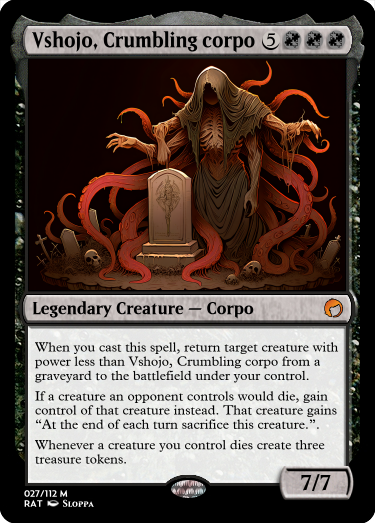 Vshojo, Crumbling corpo 5
Legendary Creature — Corpo
When you cast this spell, return target creature with
power less than Vshojo, Crumbling corpo from a
graveyard to the battlefield under your control.
If a creature an opponent controls would die, gain
control of that creature instead. That creature gains
“At the end of each turn sacrifice this creature.”.
Whenever a creature you control dies create three
treasure tokens.
7/7
027/112 M
RAT Sloppa